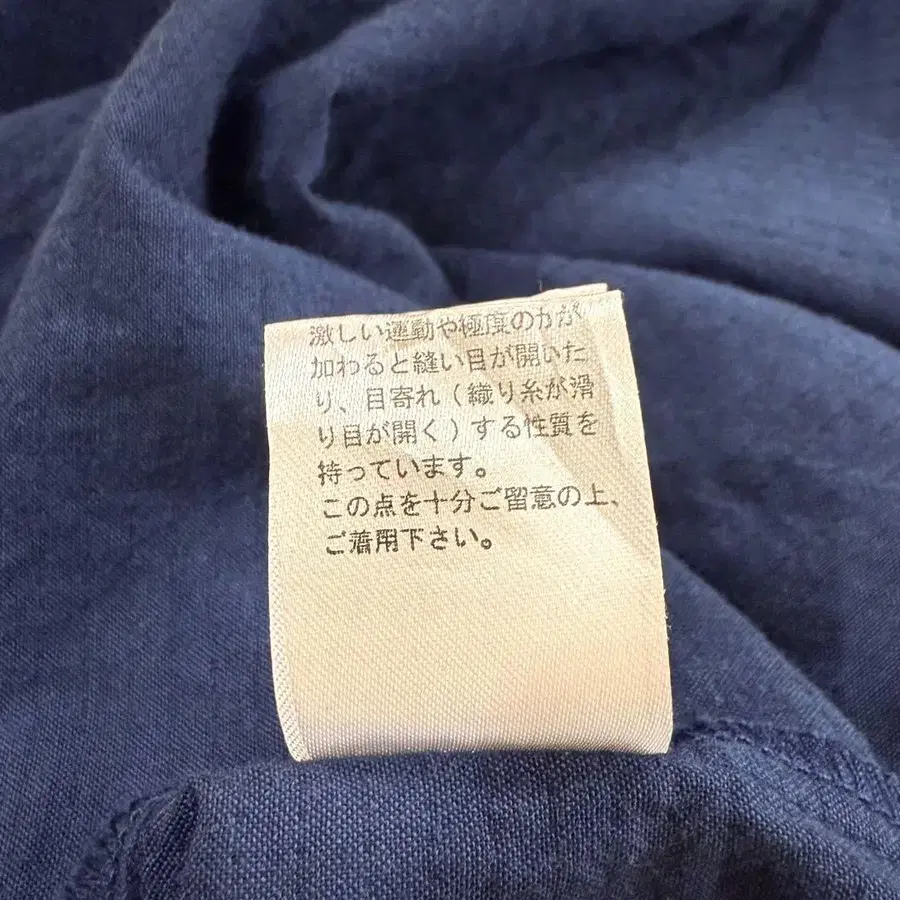 激しい運動や極度の力が
加わると縫い目が開いた
り、目寄れ(織り糸が滑
り目が開く)する性質を
持っています。
この点を十分ご留意の上、
ご着用下さい。